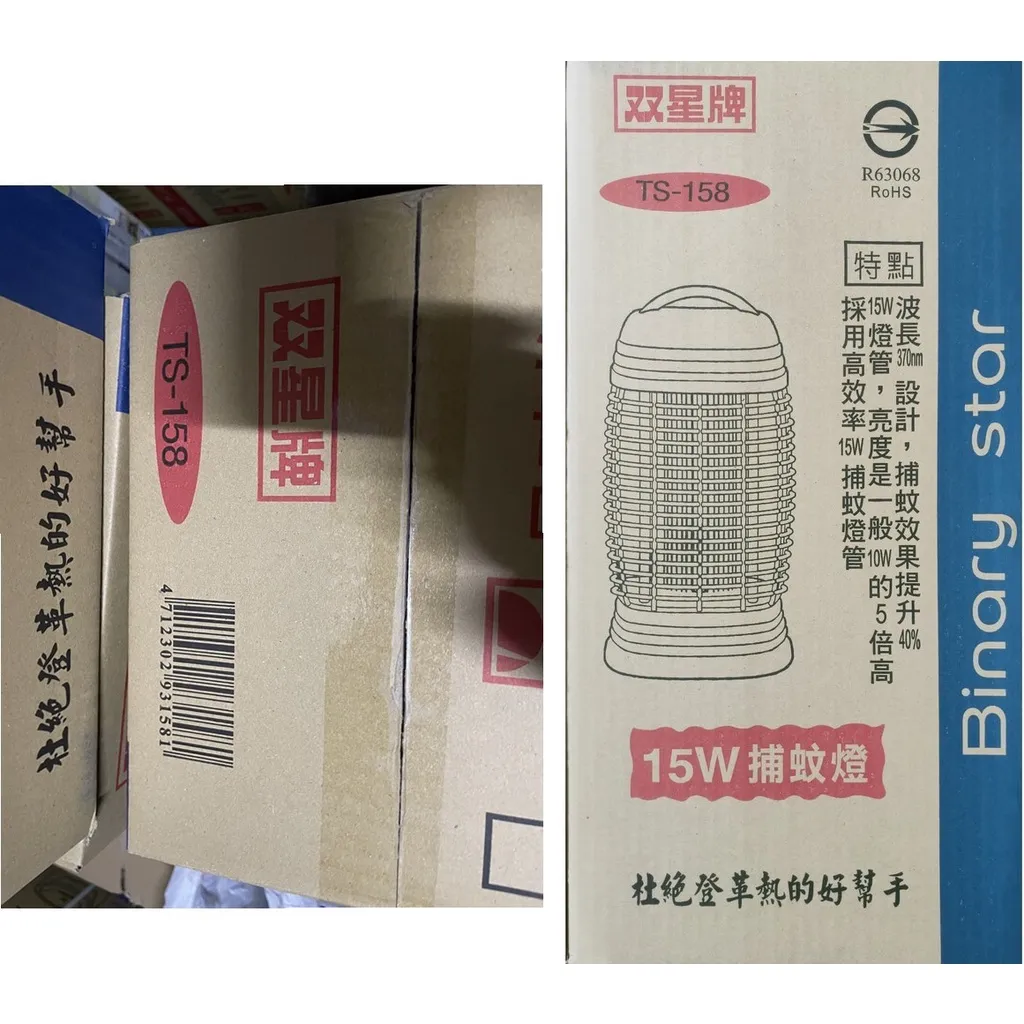 杜絕登革熱的好幫手
TS-158
双星牌
4 712302 931581
双星牌
TS-158
R63068
RoHS
特點
波長370nm設計，捕蚊效果提升40%
15W燈管，亮度是一般10W的5倍高
採用高效率15W捕蚊燈管
Binary star
15W 捕蚊燈
杜絕登革熱的好幫手